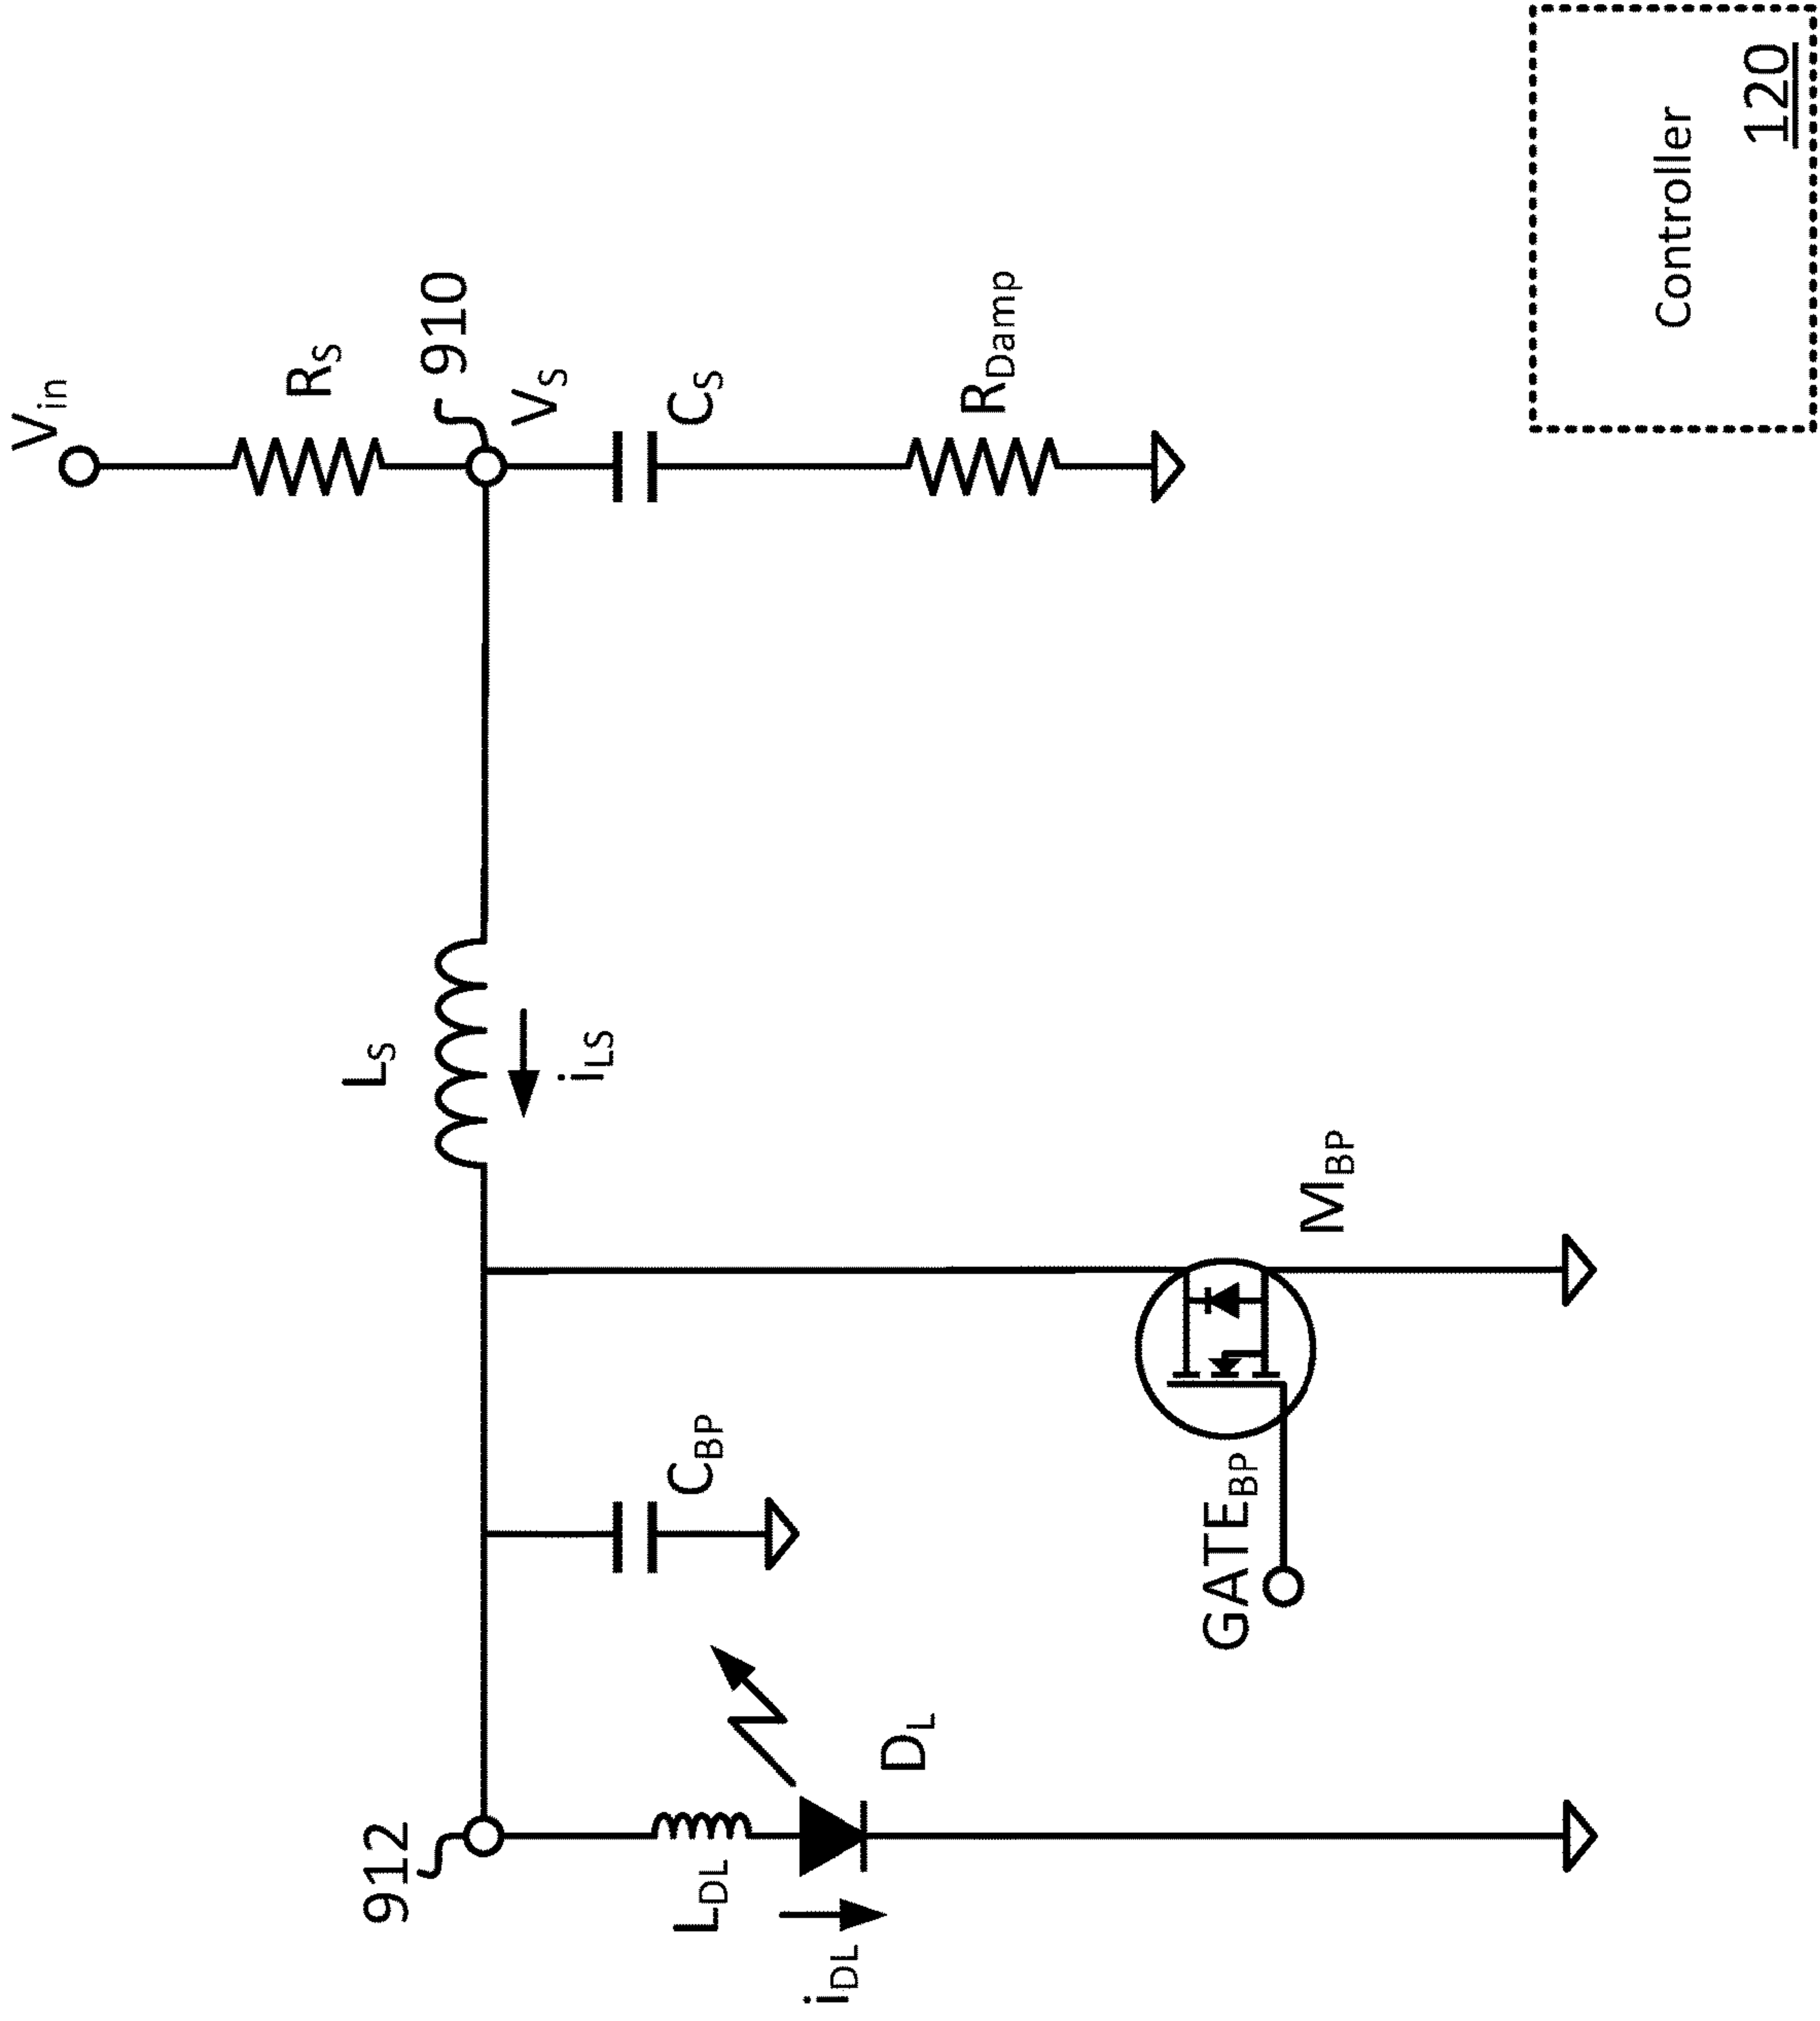 Vin
RS
910
VS
CS
RDamp
LS
iLS
912
LDL
iDL
DL
CBP
GATEBP
MBP
Controller
120